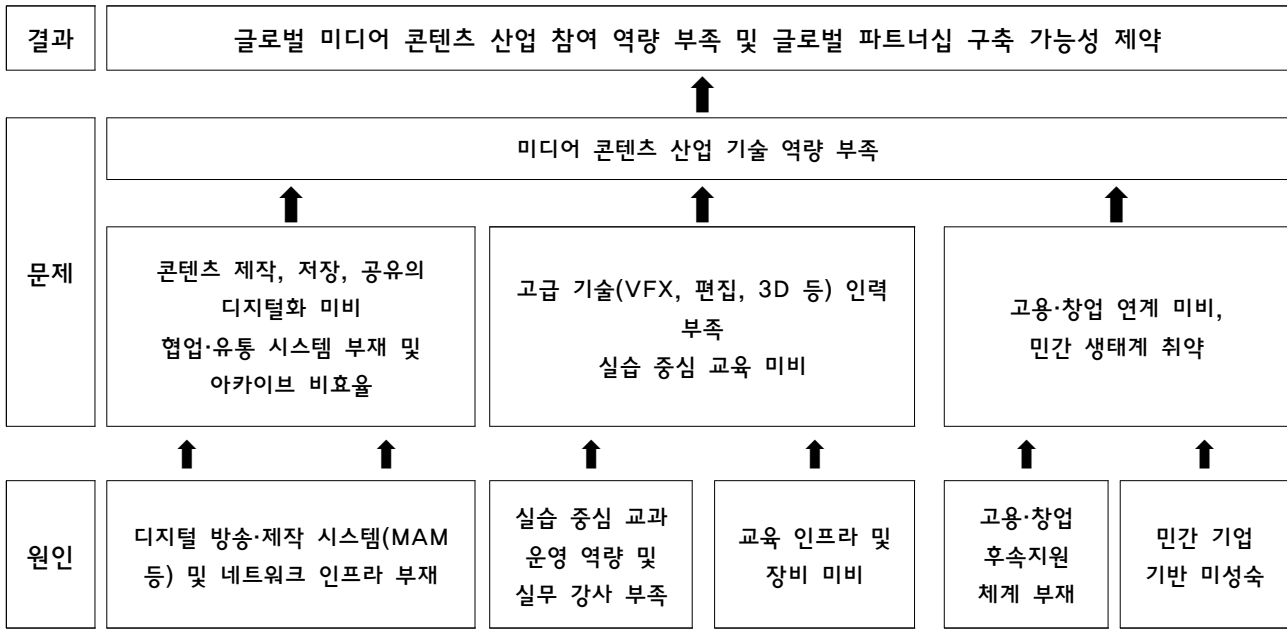 결과
글로벌 미디어 콘텐츠 산업 참여 역량 부족 및 글로벌 파트너십 구축 가능성 제약
문제
미디어 콘텐츠 산업 기술 역량 부족
콘텐츠 제작, 저장, 공유의
디지털화 미비
협업·유통 시스템 부재 및
아카이브 비효율
고급 기술(VFX, 편집, 3D 등) 인력
부족
실습 중심 교육 미비
고용·창업 연계 미비,
민간 생태계 취약
원인
디지털 방송·제작 시스템(MAM
등) 및 네트워크 인프라 부재
실습 중심 교과
운영 역량 및
실무 강사 부족
교육 인프라 및
장비 미비
고용·창업
후속지원
체계 부재
민간 기업
기반 미성숙